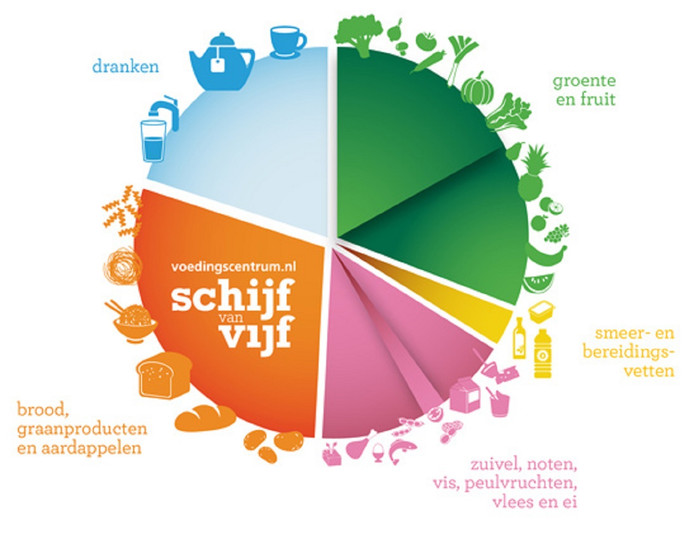 dranken
groente
en fruit
voedingscentrum.nl
schijf
van
vijf
smeer- en
bereidings-
vetten
brood,
graanproducten
en aardappelen
zuivel, noten,
vis, peulvruchten,
vlees en ei